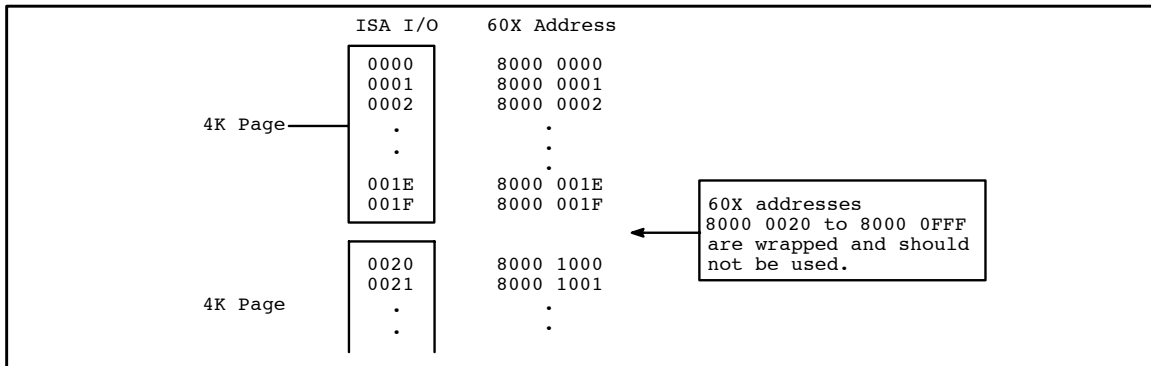 ISA I/O 60X Address
0000 8000 0000
0001 8000 0001
0002 8000 0002
4K Page . .
. .
.
001E 8000 001E
001F 8000 001F
60X addresses
8000 0020 to 8000 0FFF
are wrapped and should
not be used.
0020 8000 1000
0021 8000 1001
4K Page . .
. .